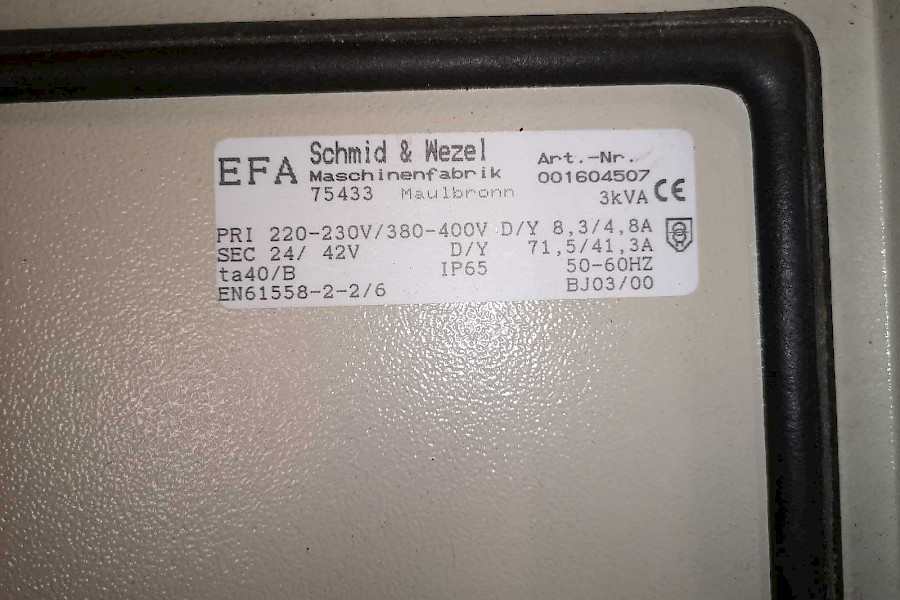 EFA Schmid & Wezel
Maschinenfabrik
75433 Maulbronn
Art.-Nr.
001604507
3kVA CE
PRI 220-230V/380-400V D/Y 8,3/4,8A
SEC 24/ 42V D/Y 71,5/41,3A
ta40/B IP65 50-60HZ
EN61558-2-2/6 BJ03/00